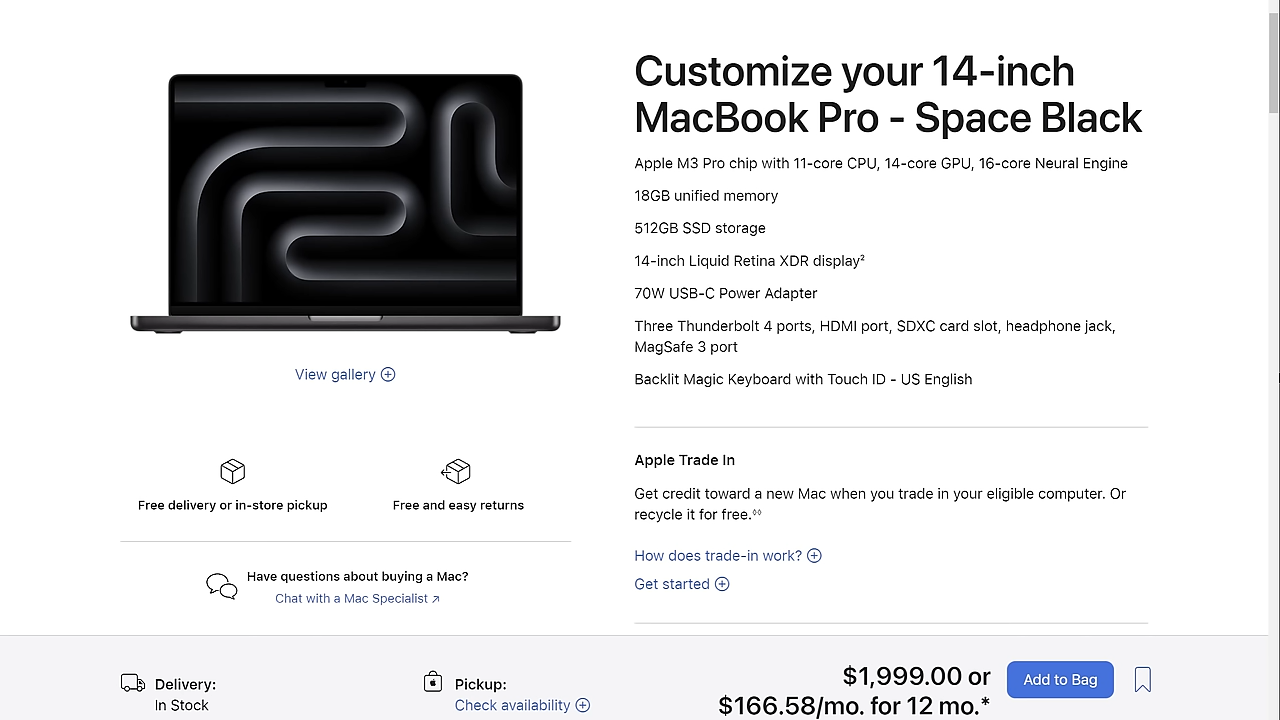 Customize your 14-inch
MacBook Pro - Space Black
Apple M3 Pro chip with 11-core CPU, 14-core GPU, 16-core Neural Engine
18GB unified memory
512GB SSD storage
14-inch Liquid Retina XDR display²
70W USB-C Power Adapter
Three Thunderbolt 4 ports, HDMI port, SDXC card slot, headphone jack,
MagSafe 3 port
Backlit Magic Keyboard with Touch ID - US English
View gallery
Free delivery or in-store pickup
Free and easy returns
Have questions about buying a Mac?
Chat with a Mac Specialist ↗
Apple Trade In
Get credit toward a new Mac when you trade in your eligible computer. Or
recycle it for free.◊◊
How does trade-in work?
Get started
Delivery:
In Stock
Pickup:
Check availability
$1,999.00 or
$166.58/mo. for 12 mo.*
Add to Bag